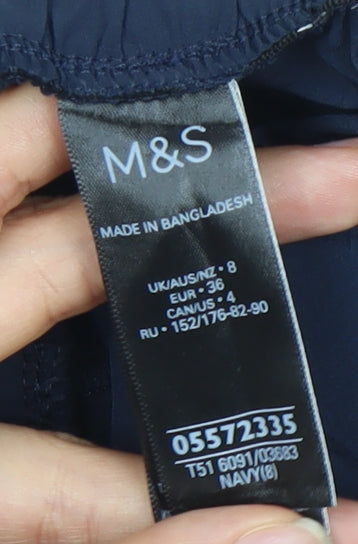 M&S
MADE IN BANGLADESH
UK/AUS/NZ • 8
EUR • 36
CAN/US • 4
RU • 152/176-82-90
05572335
T51 6091/03683
NAVY(8)